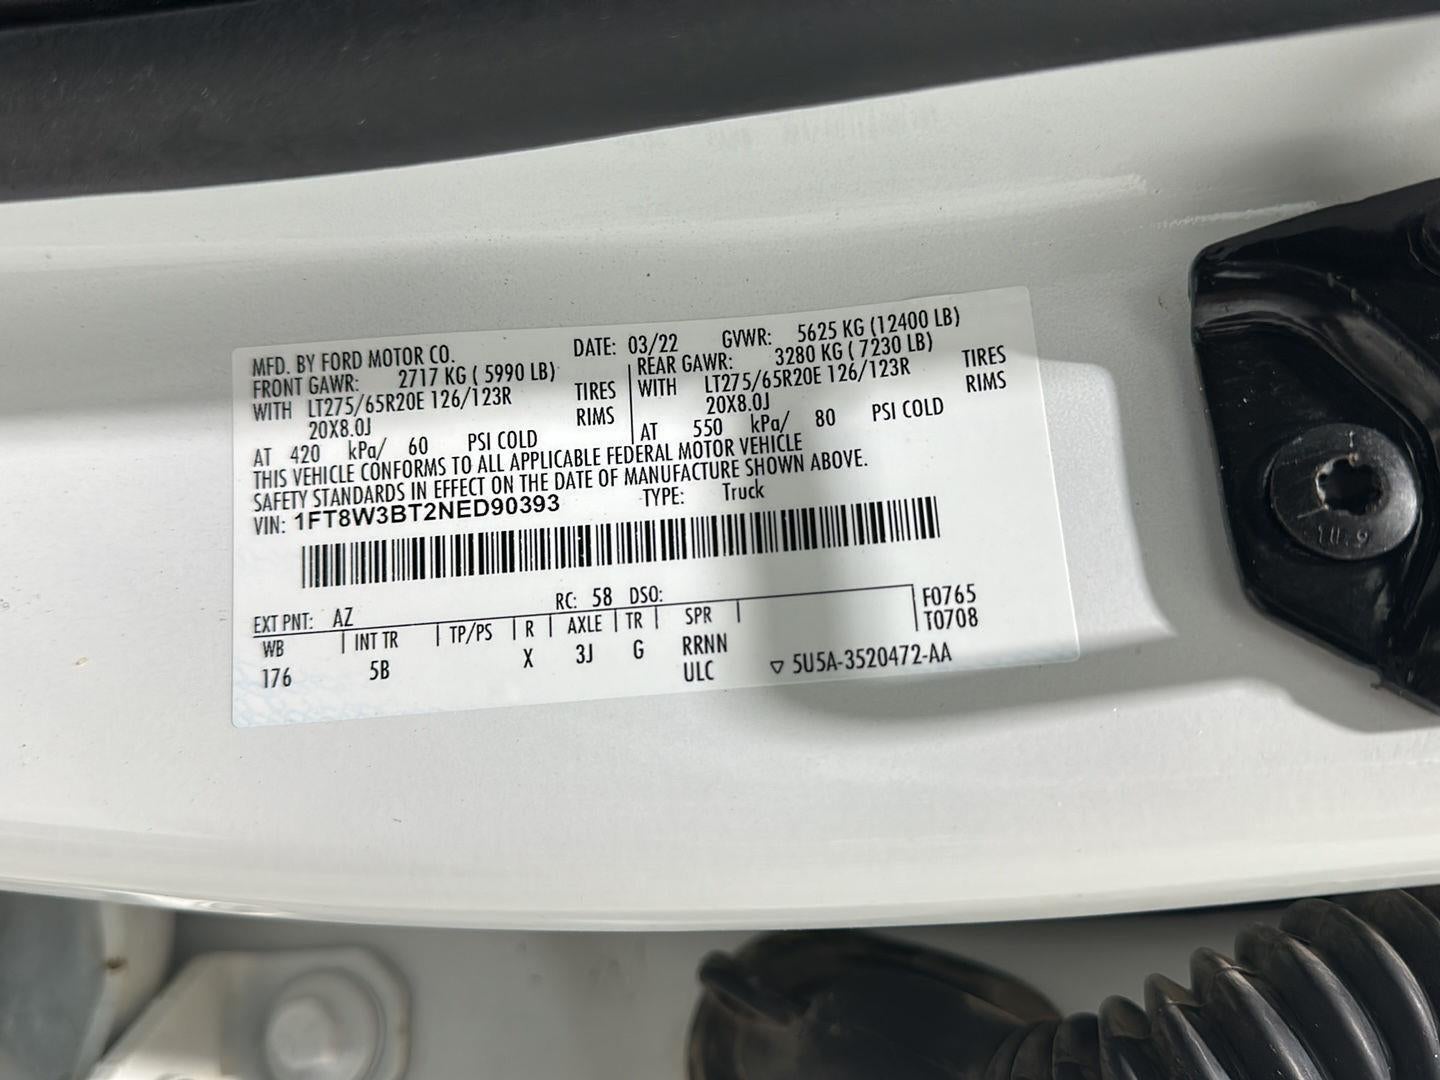 MFD. BY FORD MOTOR CO. DATE: 03/22 GVWR: 5625 KG (12400 LB)
FRONT GAWR: 2717 KG ( 5990 LB) REAR GAWR: 3280 KG ( 7230 LB)
WITH LT275/65R20E 126/123R TIRES WITH LT275/65R20E 126/123R TIRES
20X8.0J RIMS 20X8.0J RIMS
AT 420 kPa/ 60 PSI COLD AT 550 kPa/ 80 PSI COLD
THIS VEHICLE CONFORMS TO ALL APPLICABLE FEDERAL MOTOR VEHICLE
SAFETY STANDARDS IN EFFECT ON THE DATE OF MANUFACTURE SHOWN ABOVE.
VIN: 1FT8W3BT2NED90393 TYPE: Truck
EXT PNT: AZ RC: 58 DSO: F0765
WB INT TR TP/PS R AXLE TR SPR T0708
176 5B X 3J G RRNN
ULC ▽ 5U5A-3520472-AA